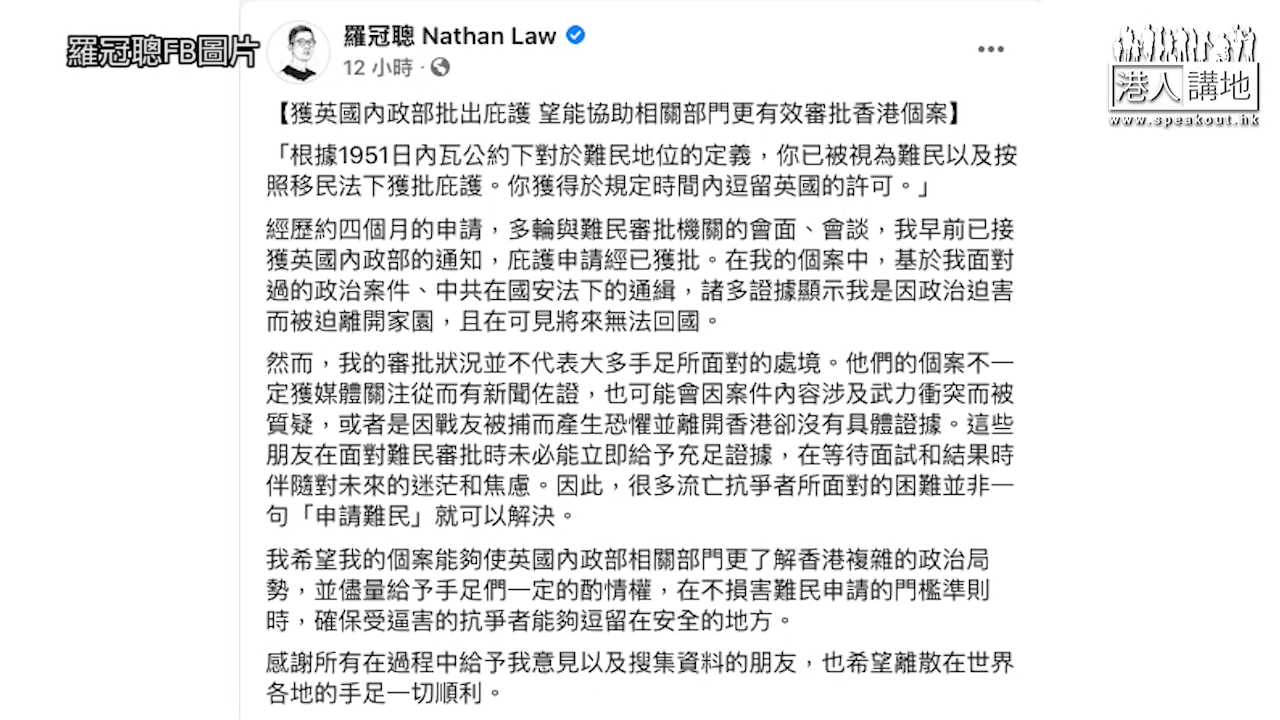 羅冠聰FB圖片
羅冠聰 Nathan Law
12 小時 ·
港人講地
www.speakout.hk
【獲英國內政部批出庇護 望能協助相關部門更有效審批香港個案】
「根據1951日內瓦公約下對於難民地位的定義，你已被視為難民以及按
照移民法下獲批庇護。你獲得於規定時間內逗留英國的許可。」
經歷約四個月的申請，多輪與難民審批機關的會面、會談，我早前已接
獲英國內政部的通知，庇護申請經已獲批。在我的個案中，基於我面對
過的政治案件、中共在國安法下的通緝，諸多證據顯示我是因政治迫害
而被迫離開家園，且在可見將來無法回國。
然而，我的審批狀況並不代表大多手足所面對的處境。他們的個案不一
定獲媒體關注從而有新聞佐證，也可能會因案件內容涉及武力衝突而被
質疑，或者是因戰友被捕而產生恐懼並離開香港卻沒有具體證據。這些
朋友在面對難民審批時未必能立即給予充足證據，在等待面試和結果時
伴隨對未來的迷茫和焦慮。因此，很多流亡抗爭者所面對的困難並非一
句「申請難民」就可以解決。
我希望我的個案能夠使英國內政部相關部門更了解香港複雜的政治局
勢，並儘量給予手足們一定的酌情權，在不損害難民申請的門檻準則
時，確保受逼害的抗爭者能夠逗留在安全的地方。
感謝所有在過程中給予我意見以及搜集資料的朋友，也希望離散在世界
各地的手足一切順利。